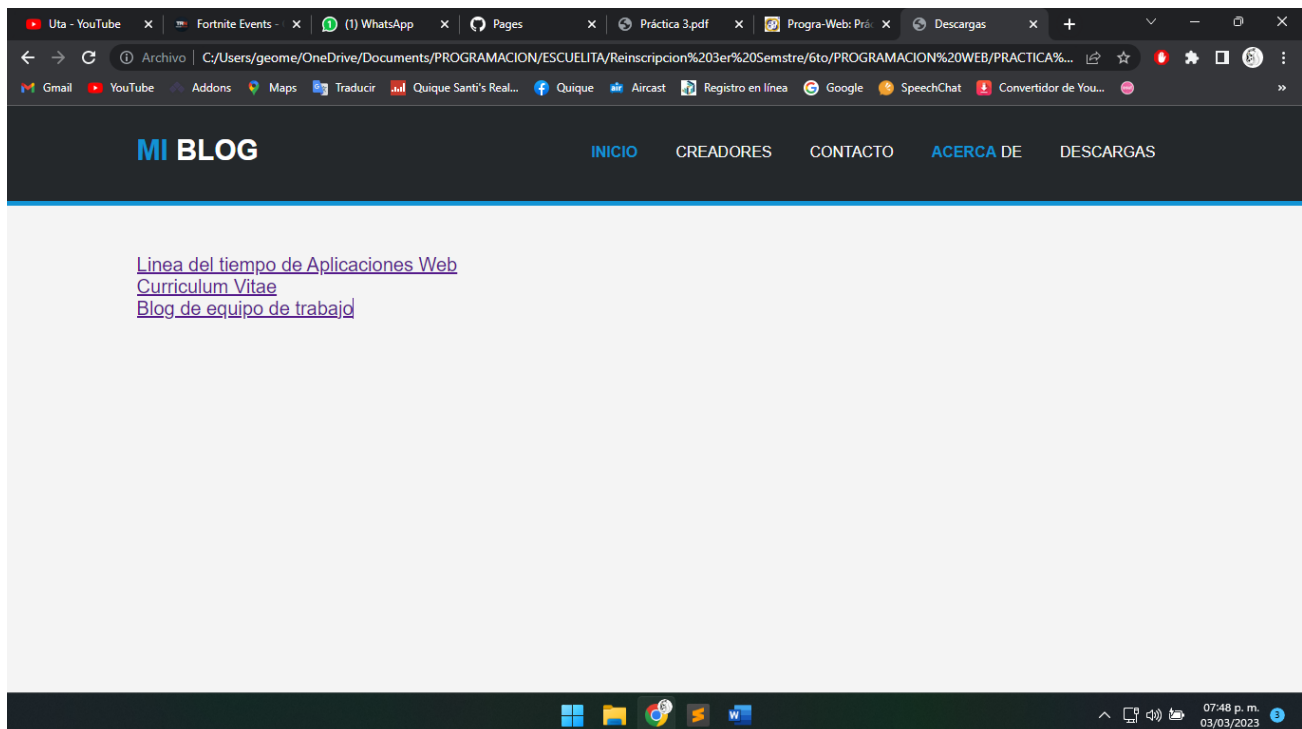 Uta - YouTube
Fortnite Events -
(1) WhatsApp
Pages
Práctica 3.pdf
Progra-Web: Prác
Descargas
Archivo
C:/Users/geome/OneDrive/Documents/PROGRAMACION/ESCUELITA/Reinscripcion%203er%20Semstre/6to/PROGRAMACION%20WEB/PRACTICA%...
Gmail
YouTube
Addons
Maps
Traducir
Quique Santi's Real...
Quique
Aircast
Registro en línea
Google
SpeechChat
Convertidor de You...
»
MI BLOG
INICIO
CREADORES
CONTACTO
ACERCA DE
DESCARGAS
Linea del tiempo de Aplicaciones Web
Curriculum Vitae
Blog de equipo de trabajo
07:48 p. m.
03/03/2023
3